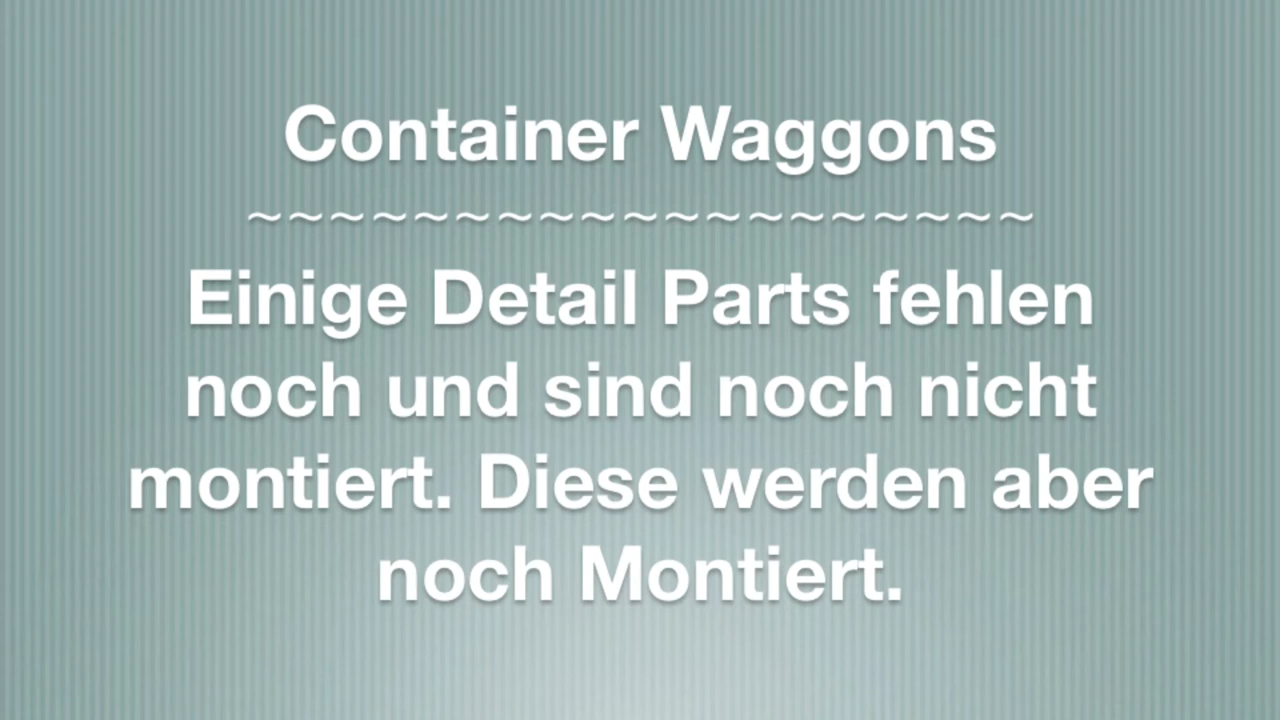 Container Waggons
~~~~~~~~~~~~~~~~~~~
Einige Detail Parts fehlen
noch und sind noch nicht
montiert. Diese werden aber
noch Montiert.